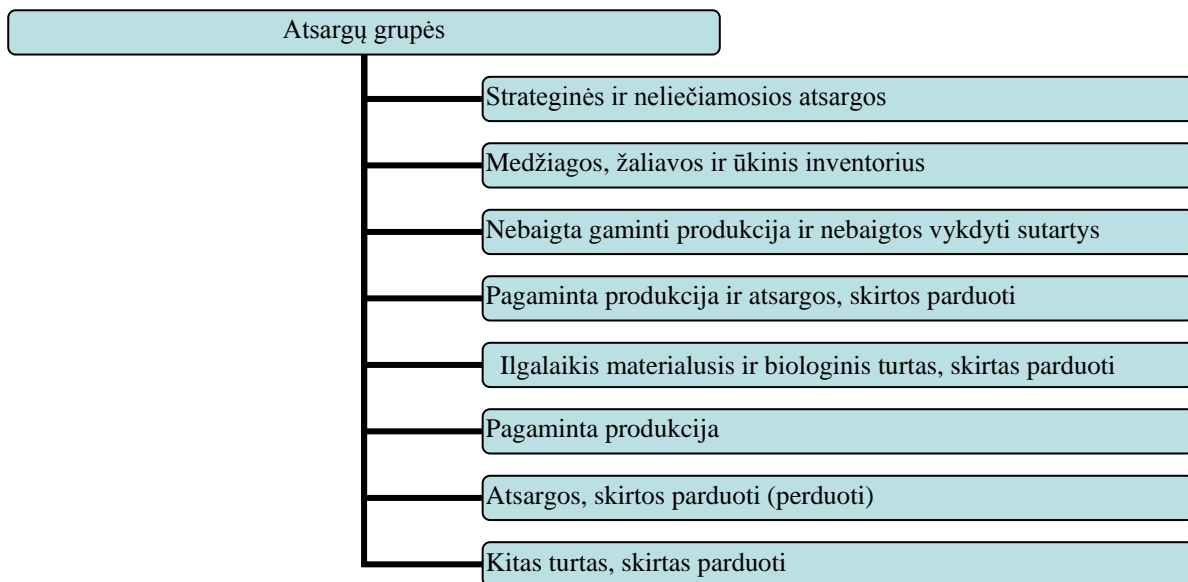 Atsargų grupės
Strateginės ir neliečiamosios atsargos
Medžiagos, žaliavos ir ūkinis inventorius
Nebaigta gaminti produkcija ir nebaigtos vykdyti sutartys
Pagaminta produkcija ir atsargos, skirtos parduoti
Ilgalaikis materialusis ir biologinis turtas, skirtas parduoti
Pagaminta produkcija
Atsargos, skirtos parduoti (perduoti)
Kitas turtas, skirtas parduoti